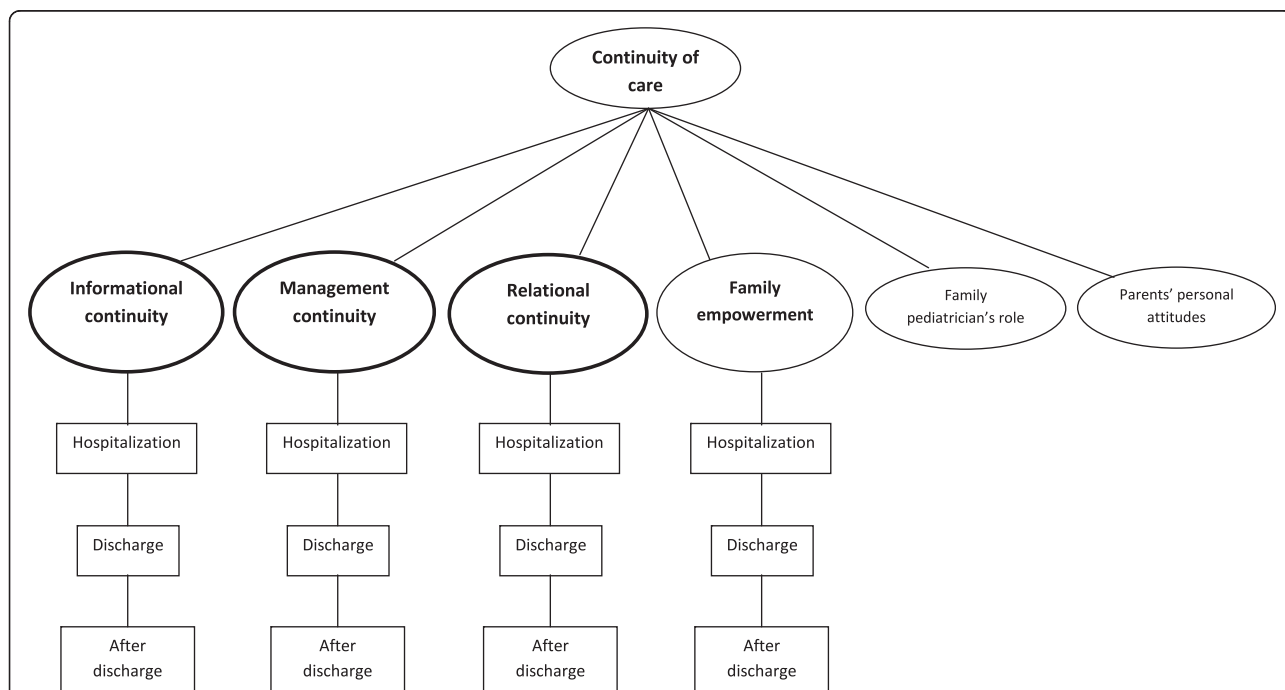 Continuity of
care
Informational
continuity
Management
continuity
Relational
continuity
Family
empowerment
Family
pediatrician's role
Parents' personal
attitudes
Hospitalization
Hospitalization
Hospitalization
Hospitalization
Discharge
Discharge
Discharge
Discharge
After
discharge
After
discharge
After
discharge
After
discharge